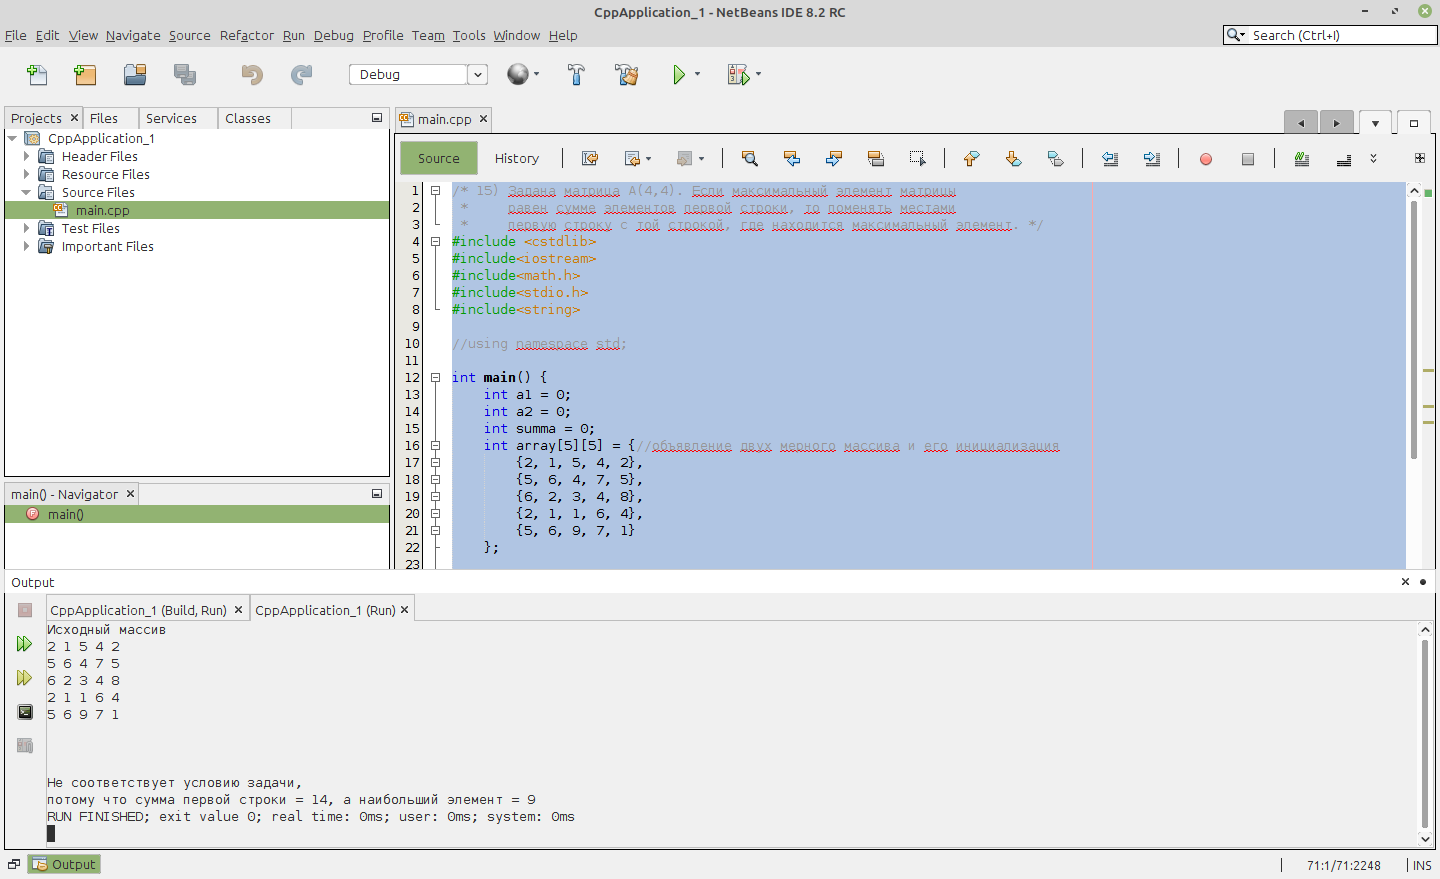 CppApplication_1 - NetBeans IDE 8.2 RC
File Edit View Navigate Source Refactor Run Debug Profile Team Tools Window Help
Search (Ctrl+I)
Debug
Projects Files Services Classes
CppApplication_1
Header Files
Resource Files
Source Files
main.cpp
Test Files
Important Files
main() - Navigator
main()
main.cpp
Source History
1 /* 15) Задана матрица A(4,4). Если максимальный элемент матрицы
2 * равен сумме элементов первой строки, то поменять местами
3 * первую строку с той строкой, где находится максимальный элемент. */
4 #include <cstdlib>
5 #include<iostream>
6 #include<math.h>
7 #include<stdio.h>
8 #include<string>
9
10 //using namespace std;
11
12 int main() {
13 int a1 = 0;
14 int a2 = 0;
15 int summa = 0;
16 int array[5][5] = {//объявление двух мерного массива и его инициализация
17 {2, 1, 5, 4, 2},
18 {5, 6, 4, 7, 5},
19 {6, 2, 3, 4, 8},
20 {2, 1, 1, 6, 4},
21 {5, 6, 9, 7, 1}
22 };
23
Output
CppApplication_1 (Build, Run) CppApplication_1 (Run)
Исходный массив
2 1 5 4 2
5 6 4 7 5
6 2 3 4 8
2 1 1 6 4
5 6 9 7 1
Не соответствует условию задачи,
потому что сумма первой строки = 14, а наибольший элемент = 9
RUN FINISHED; exit value 0; real time: 0ms; user: 0ms; system: 0ms
Output
71:1/71:2248 INS